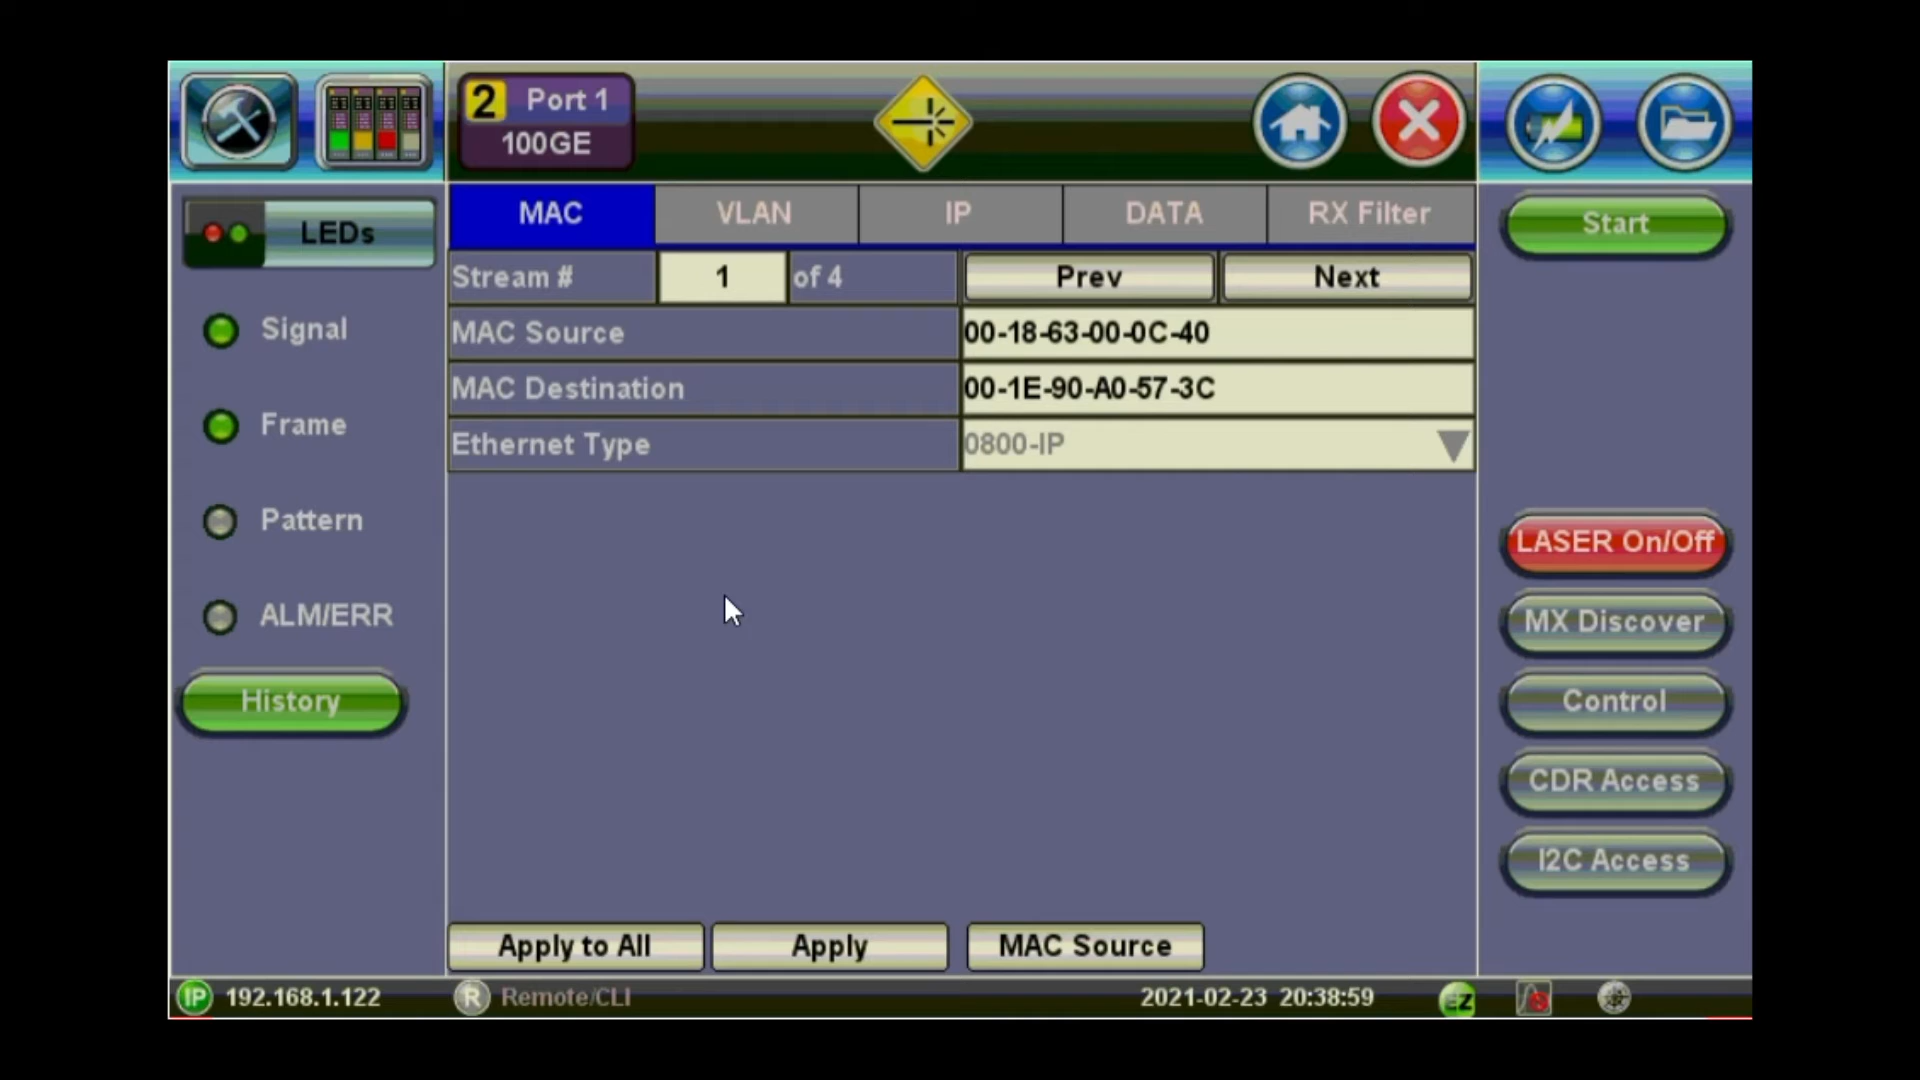 2 Port 1
100GE
LEDs
MAC VLAN IP DATA RX Filter
Start
Stream # 1 of 4 Prev Next
Signal
MAC Source 00-18-63-00-0C-40
MAC Destination 00-1E-90-A0-57-3C
Frame
Ethernet Type 0800-IP
Pattern
LASER On/Off
ALM/ERR
MX Discover
History
Control
CDR Access
I2C Access
Apply to All Apply MAC Source
IP 192.168.1.122 R Remote/CLI 2021-02-23 20:38:59 EZ